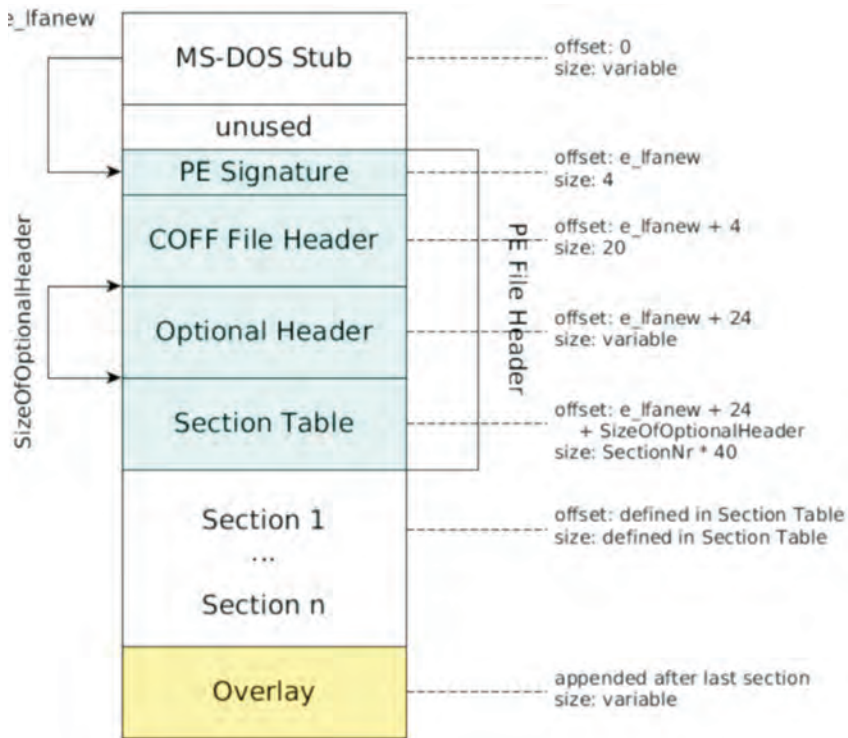 e_lfanew
MS-DOS Stub
offset: 0
size: variable
unused
PE Signature
offset: e_lfanew
size: 4
COFF File Header
offset: e_lfanew + 4
size: 20
SizeOfOptionalHeader
PE File Header
Optional Header
offset: e_lfanew + 24
size: variable
Section Table
offset: e_lfanew + 24
+ SizeOfOptionalHeader
size: SectionNr * 40
Section 1
...
Section n
offset: defined in Section Table
size: defined in Section Table
Overlay
appended after last section
size: variable